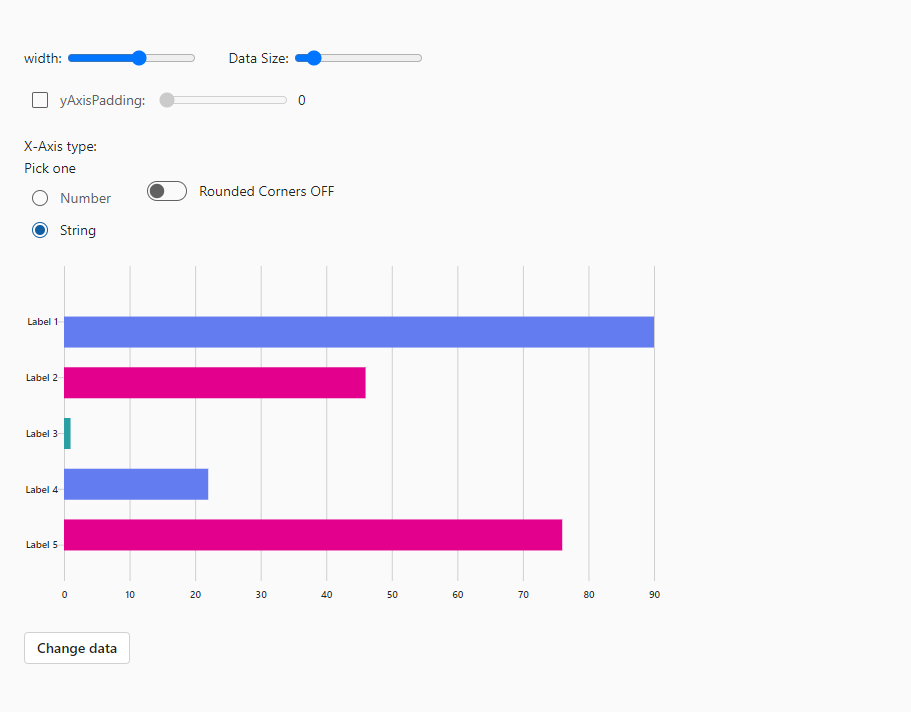 width: Data Size:
yAxisPadding: 0
X-Axis type:
Pick one
Number
Rounded Corners OFF
String
Label 1
Label 2
Label 3
Label 4
Label 5
0 10 20 30 40 50 60 70 80 90
Change data